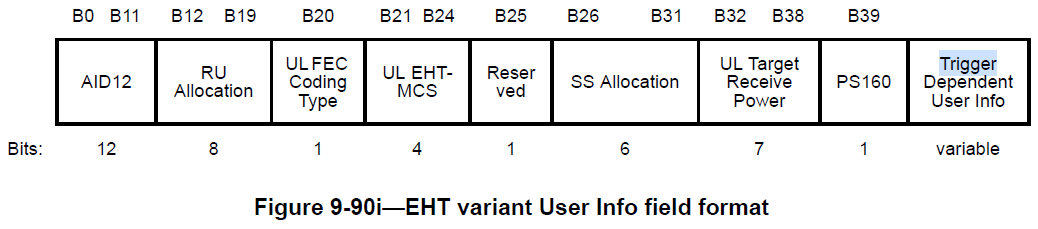 B0 B11 B12 B19 B20 B21 B24 B25 B26 B31 B32 B38 B39
AID12
RU
Allocation
UL FEC
Coding
Type
UL EHT-
MCS
Reser
ved
SS Allocation
UL Target
Receive
Power
PS160
Trigger
Dependent
User Info
Bits: 12 8 1 4 1 6 7 1 variable
Figure 9-90i—EHT variant User Info field format